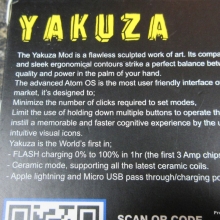 YAKUZA
The Yakuza Mod is a flawless sculpted work of art. Its compa
and sleek ergonomical contours strike a perfect balance betwe
quality and power in the palm of your hand.
The advanced Atom OS is the most user friendly interface o
market, it's designed to;
Minimize the number of clicks required to set modes,
Limit the use of holding down multiple buttons to operate th
instil a memorable and faster cognitive experience by the u
intuitive visual icons.
Yakuza is the World's first in;
- FLASH charging 0% to 100% in 1hr (the first 3 Amp chips
- Ceramic mode, supporting all the latest ceramic coils.
- Apple lightning and Micro USB pass through/charging po
SCAN QR CODE